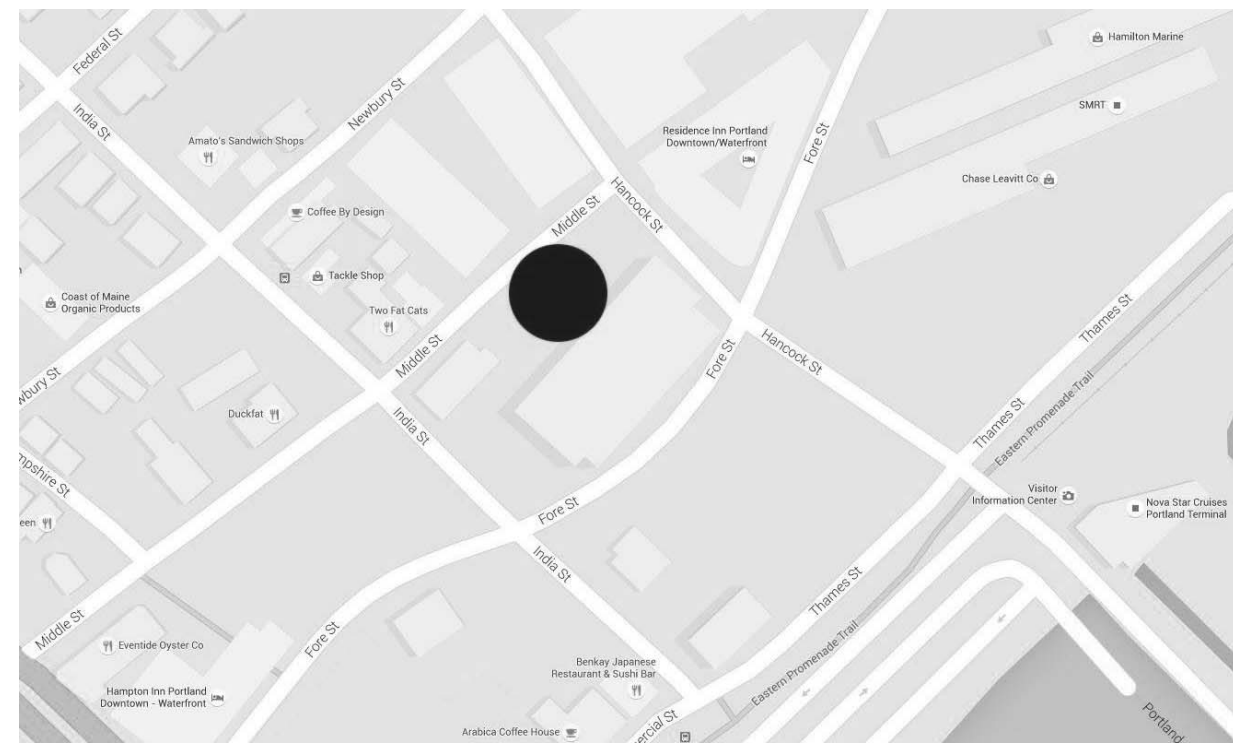 Federal St
Hamilton Marine
India St
Newbury St
SMRT
Amato's Sandwich Shops
Residence Inn Portland
Downtown/Waterfront
Fore St
Chase Leavitt Co
Hancock St
Coffee By Design
Middle St
Tackle Shop
Coast of Maine
Organic Products
Two Fat Cats
Thames St
Middle St
Fore St
Hancock St
wbury St
Duckfat
India St
Thames St
Eastern Promenade Trail
mpshire St
Visitor
Information Center
Nova Star Cruises
Portland Terminal
een
Fore St
India St
Thames St
Middle St
Fore St
Eventide Oyster Co
Eastern Promenade Trail
Benkay Japanese
Restaurant & Sushi Bar
Hampton Inn Portland
Downtown - Waterfront
Portland
ercial St
Arabica Coffee House